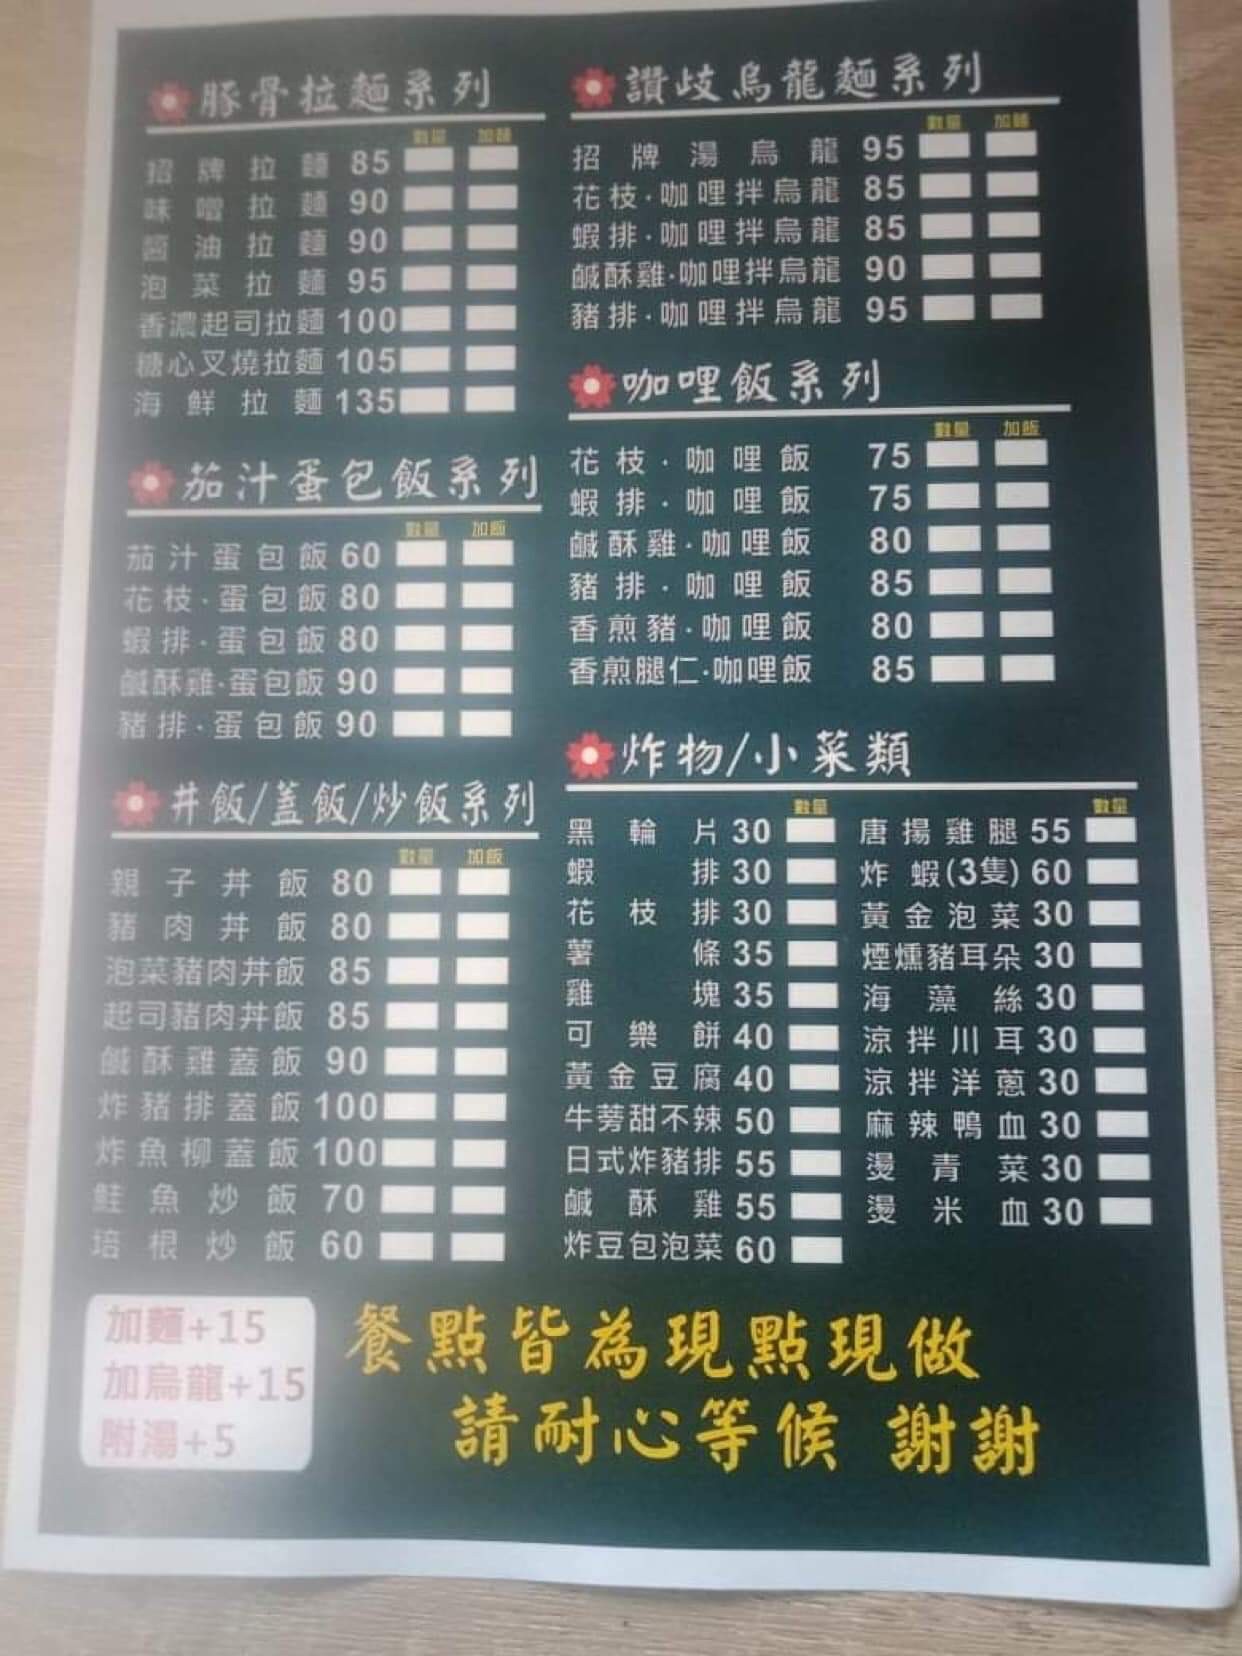 豚骨拉麵系列
數量 加麵
招牌拉麵 85
味噌拉麵 90
醬油拉麵 90
泡菜拉麵 95
香濃起司拉麵 100
糖心叉燒拉麵 105
海鮮拉麵 135
茄汁蛋包飯系列
數量 加飯
茄汁蛋包飯 60
花枝·蛋包飯 80
蝦排·蛋包飯 80
鹹酥雞·蛋包飯 90
豬排·蛋包飯 90
丼飯/蓋飯/炒飯系列
數量 加飯
親子丼飯 80
豬肉丼飯 80
泡菜豬肉丼飯 85
起司豬肉丼飯 85
鹹酥雞蓋飯 90
炸豬排蓋飯 100
炸魚柳蓋飯 100
鮭魚炒飯 70
培根炒飯 60
讚歧烏龍麵系列
數量 加麵
招牌湯烏龍 95
花枝·咖哩拌烏龍 85
蝦排·咖哩拌烏龍 85
鹹酥雞·咖哩拌烏龍 90
豬排·咖哩拌烏龍 95
咖哩飯系列
數量 加飯
花枝·咖哩飯 75
蝦排·咖哩飯 75
鹹酥雞·咖哩飯 80
豬排·咖哩飯 85
香煎豬·咖哩飯 80
香煎腿仁·咖哩飯 85
炸物/小菜類
數量
黑輪片 30
蝦排 30
花枝排 30
薯條 35
雞塊 35
可樂餅 40
黃金豆腐 40
牛蒡甜不辣 50
日式炸豬排 55
鹹酥雞 55
炸豆包泡菜 60
數量
唐揚雞腿 55
炸蝦(3隻) 60
黃金泡菜 30
煙燻豬耳朵 30
海藻絲 30
涼拌川耳 30
涼拌洋蔥 30
麻辣鴨血 30
燙青菜 30
燙米血 30
加麵+15
加烏龍+15
附湯+5
餐點皆為現點現做
請耐心等候 謝謝